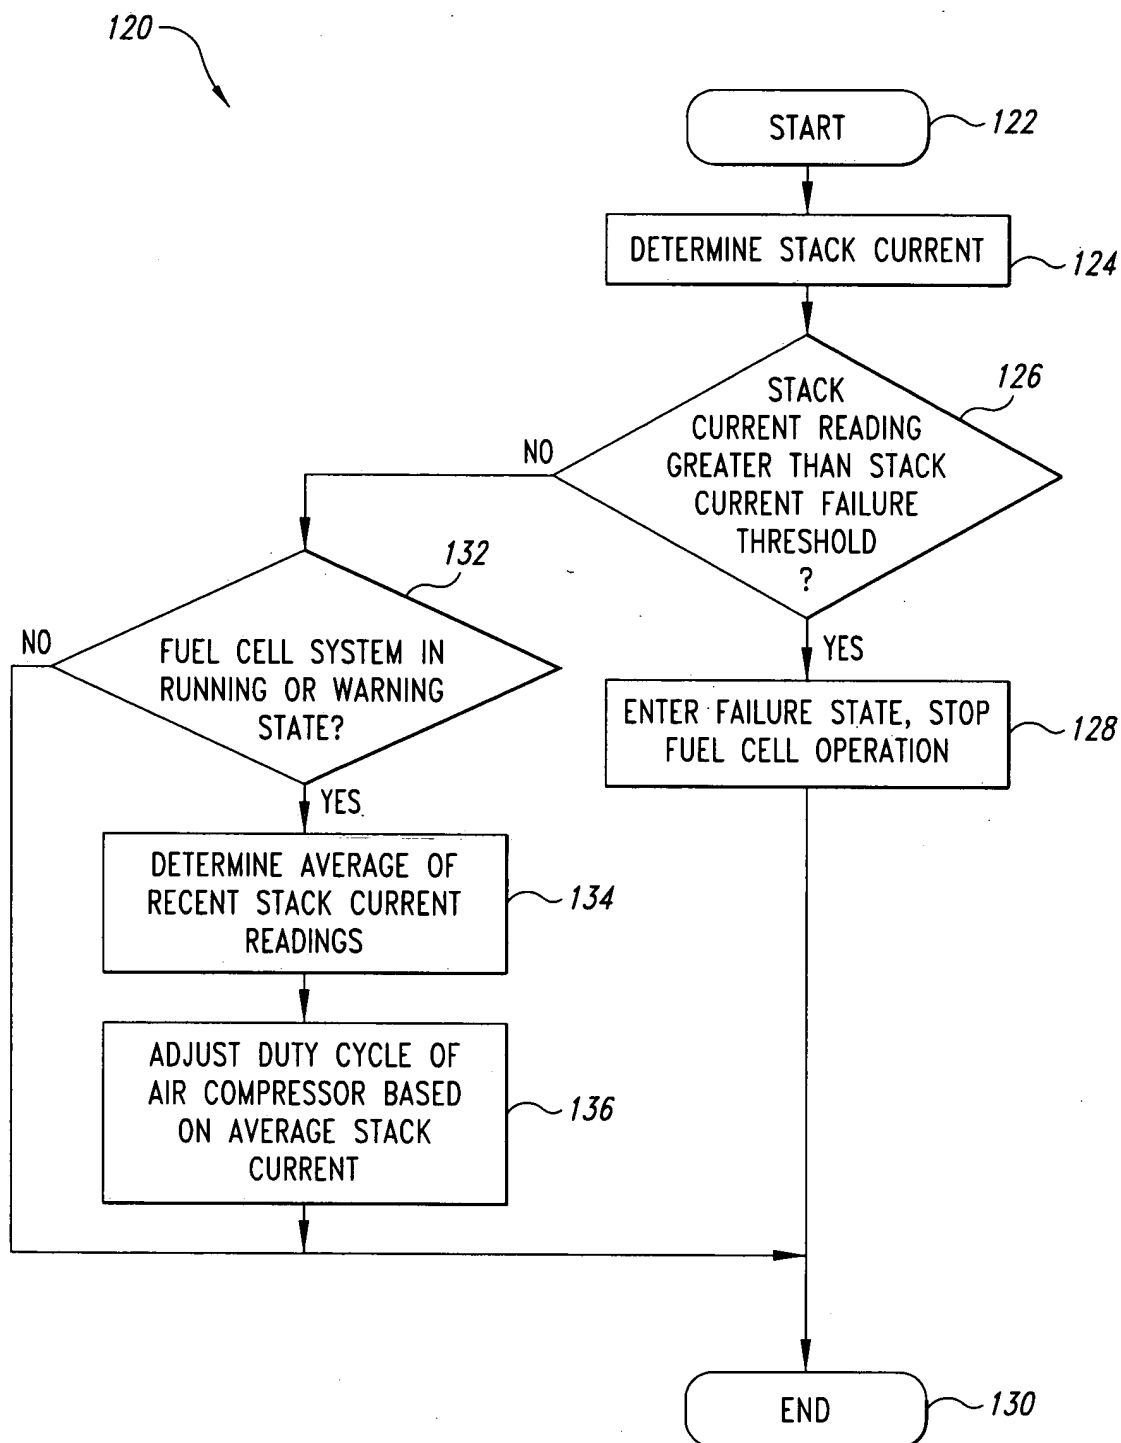 120
START
122
DETERMINE STACK CURRENT
124
STACK
CURRENT READING
GREATER THAN STACK
CURRENT FAILURE
THRESHOLD
?
126
NO
YES
132
FUEL CELL SYSTEM IN
RUNNING OR WARNING
STATE?
NO
YES
ENTER FAILURE STATE, STOP
FUEL CELL OPERATION
128
DETERMINE AVERAGE OF
RECENT STACK CURRENT
READINGS
134
ADJUST DUTY CYCLE OF
AIR COMPRESSOR BASED
ON AVERAGE STACK
CURRENT
136
END
130